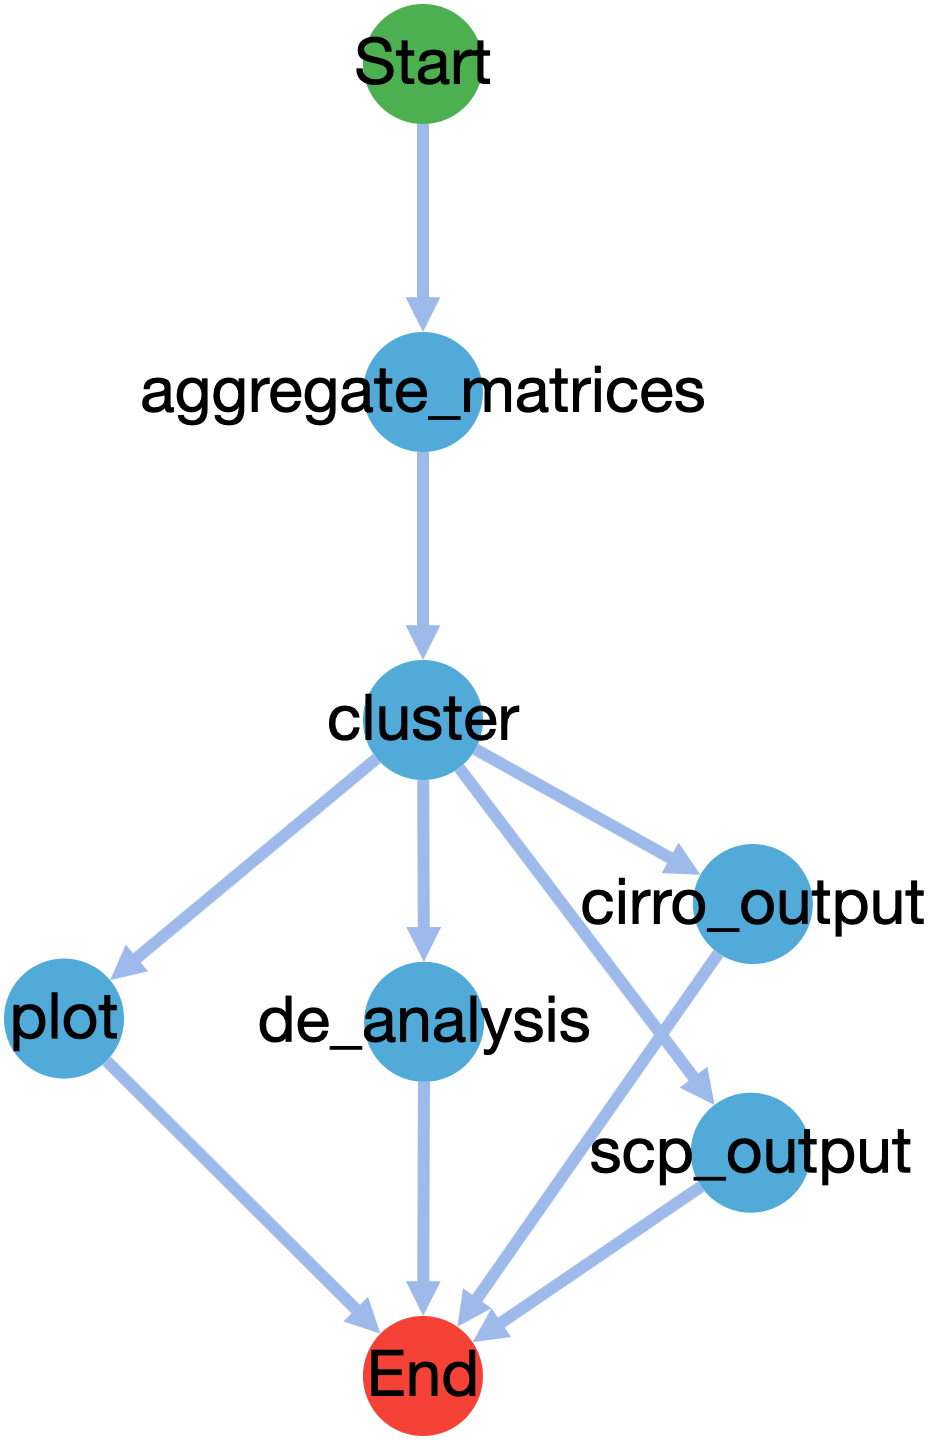 Start
aggregate_matrices
cluster
cirro_output
plot
de_analysis
scp_output
End